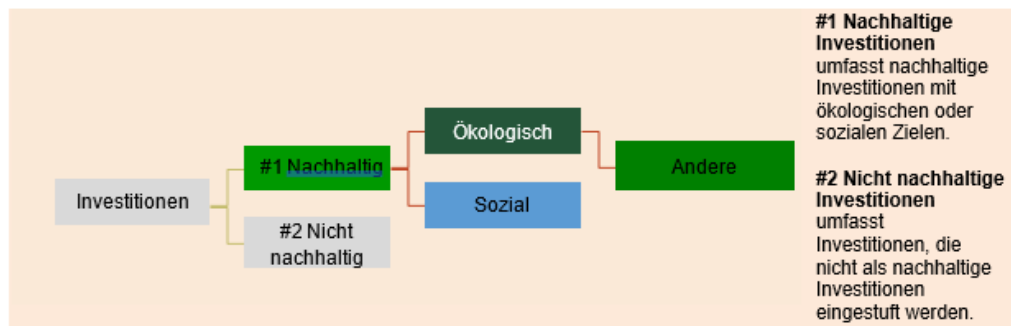 Investitionen
#1 Nachhaltig
#2 Nicht
nachhaltig
Ökologisch
Sozial
Andere
#1 Nachhaltige
Investitionen
umfasst nachhaltige
Investitionen mit
ökologischen oder
sozialen Zielen.
#2 Nicht nachhaltige
Investitionen
umfasst
Investitionen, die
nicht als nachhaltige
Investitionen
eingestuft werden.